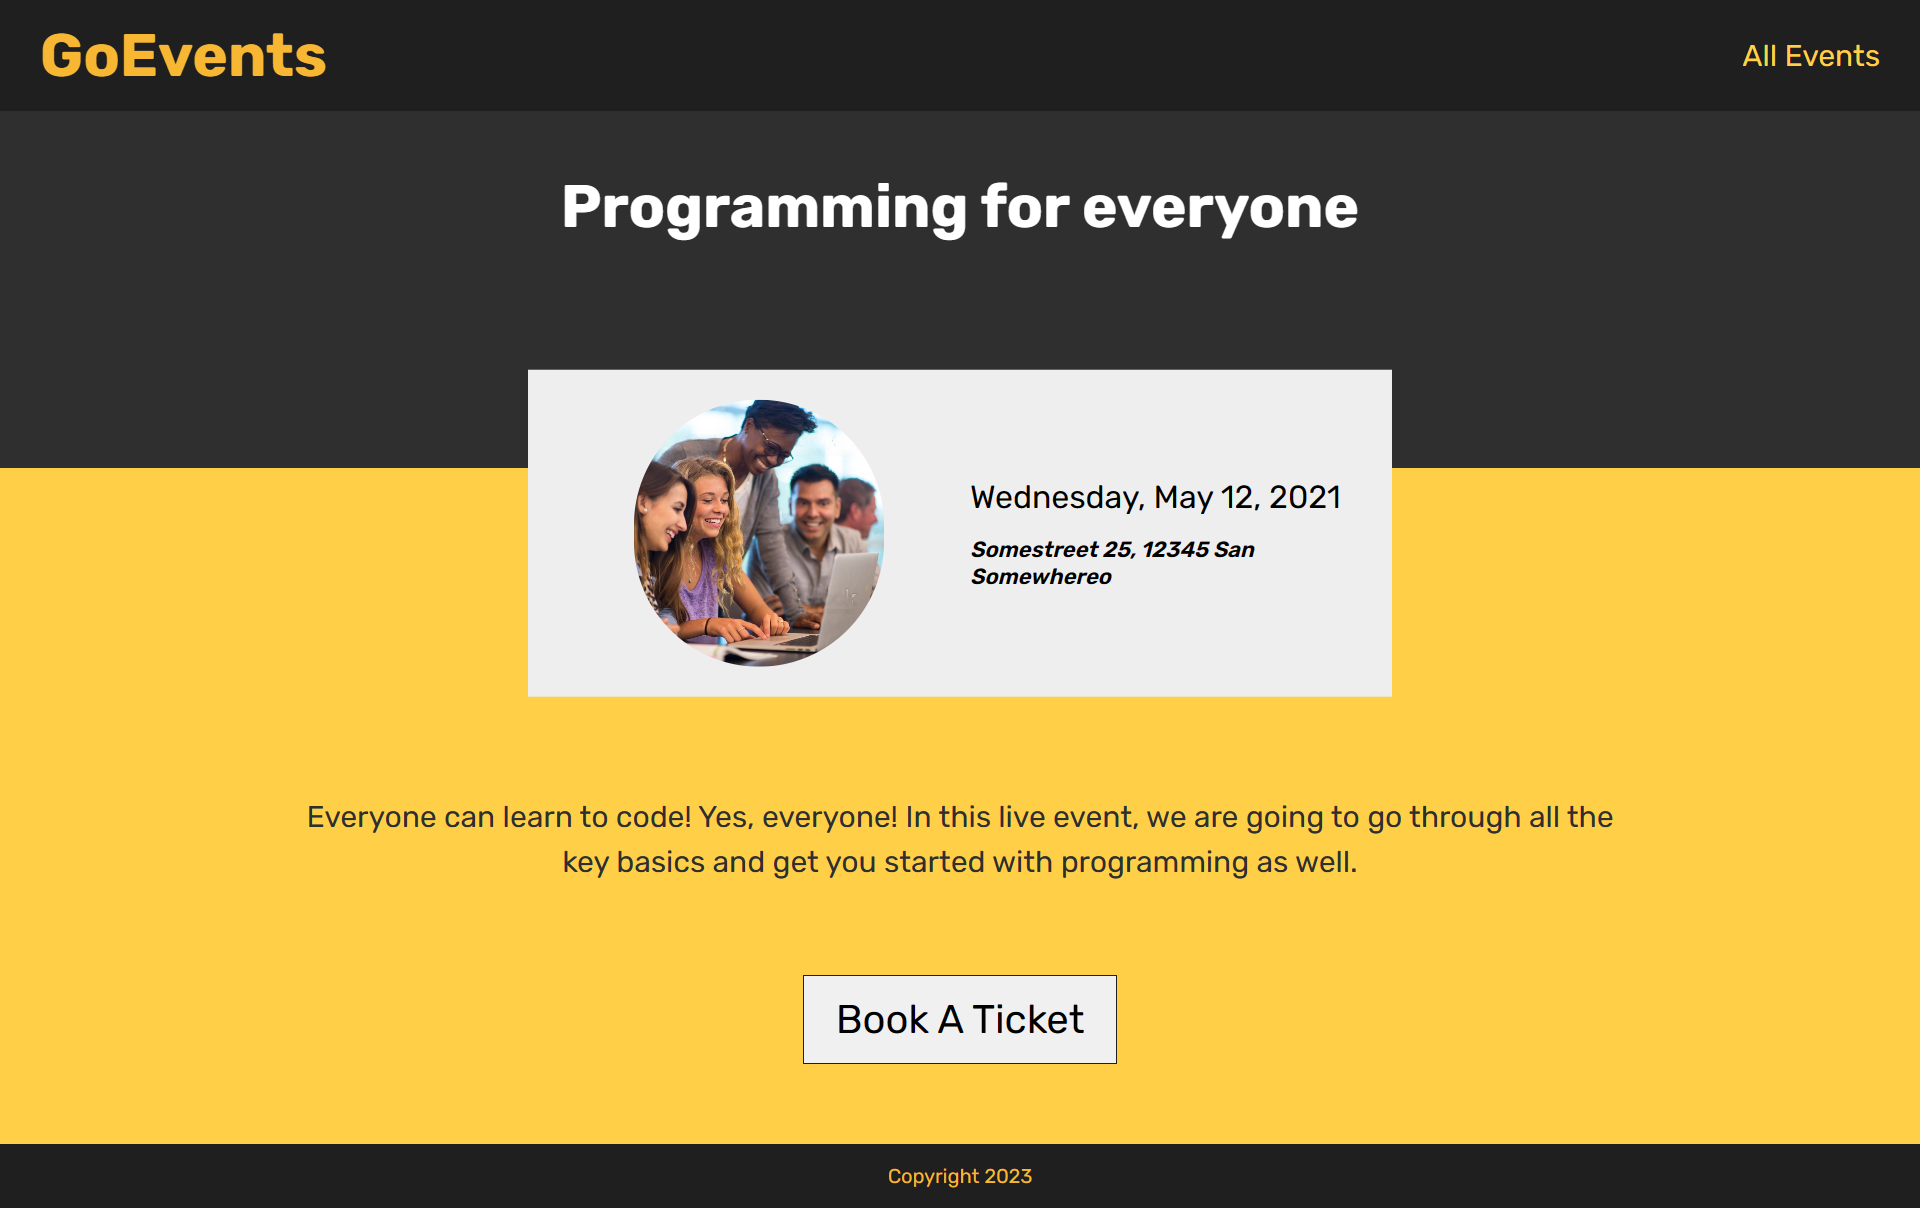 GoEvents
All Events
Programming for everyone
Wednesday, May 12, 2021
Somestreet 25, 12345 San
Somewhereo
Everyone can learn to code! Yes, everyone! In this live event, we are going to go through all the
key basics and get you started with programming as well.
Book A Ticket
Copyright 2023